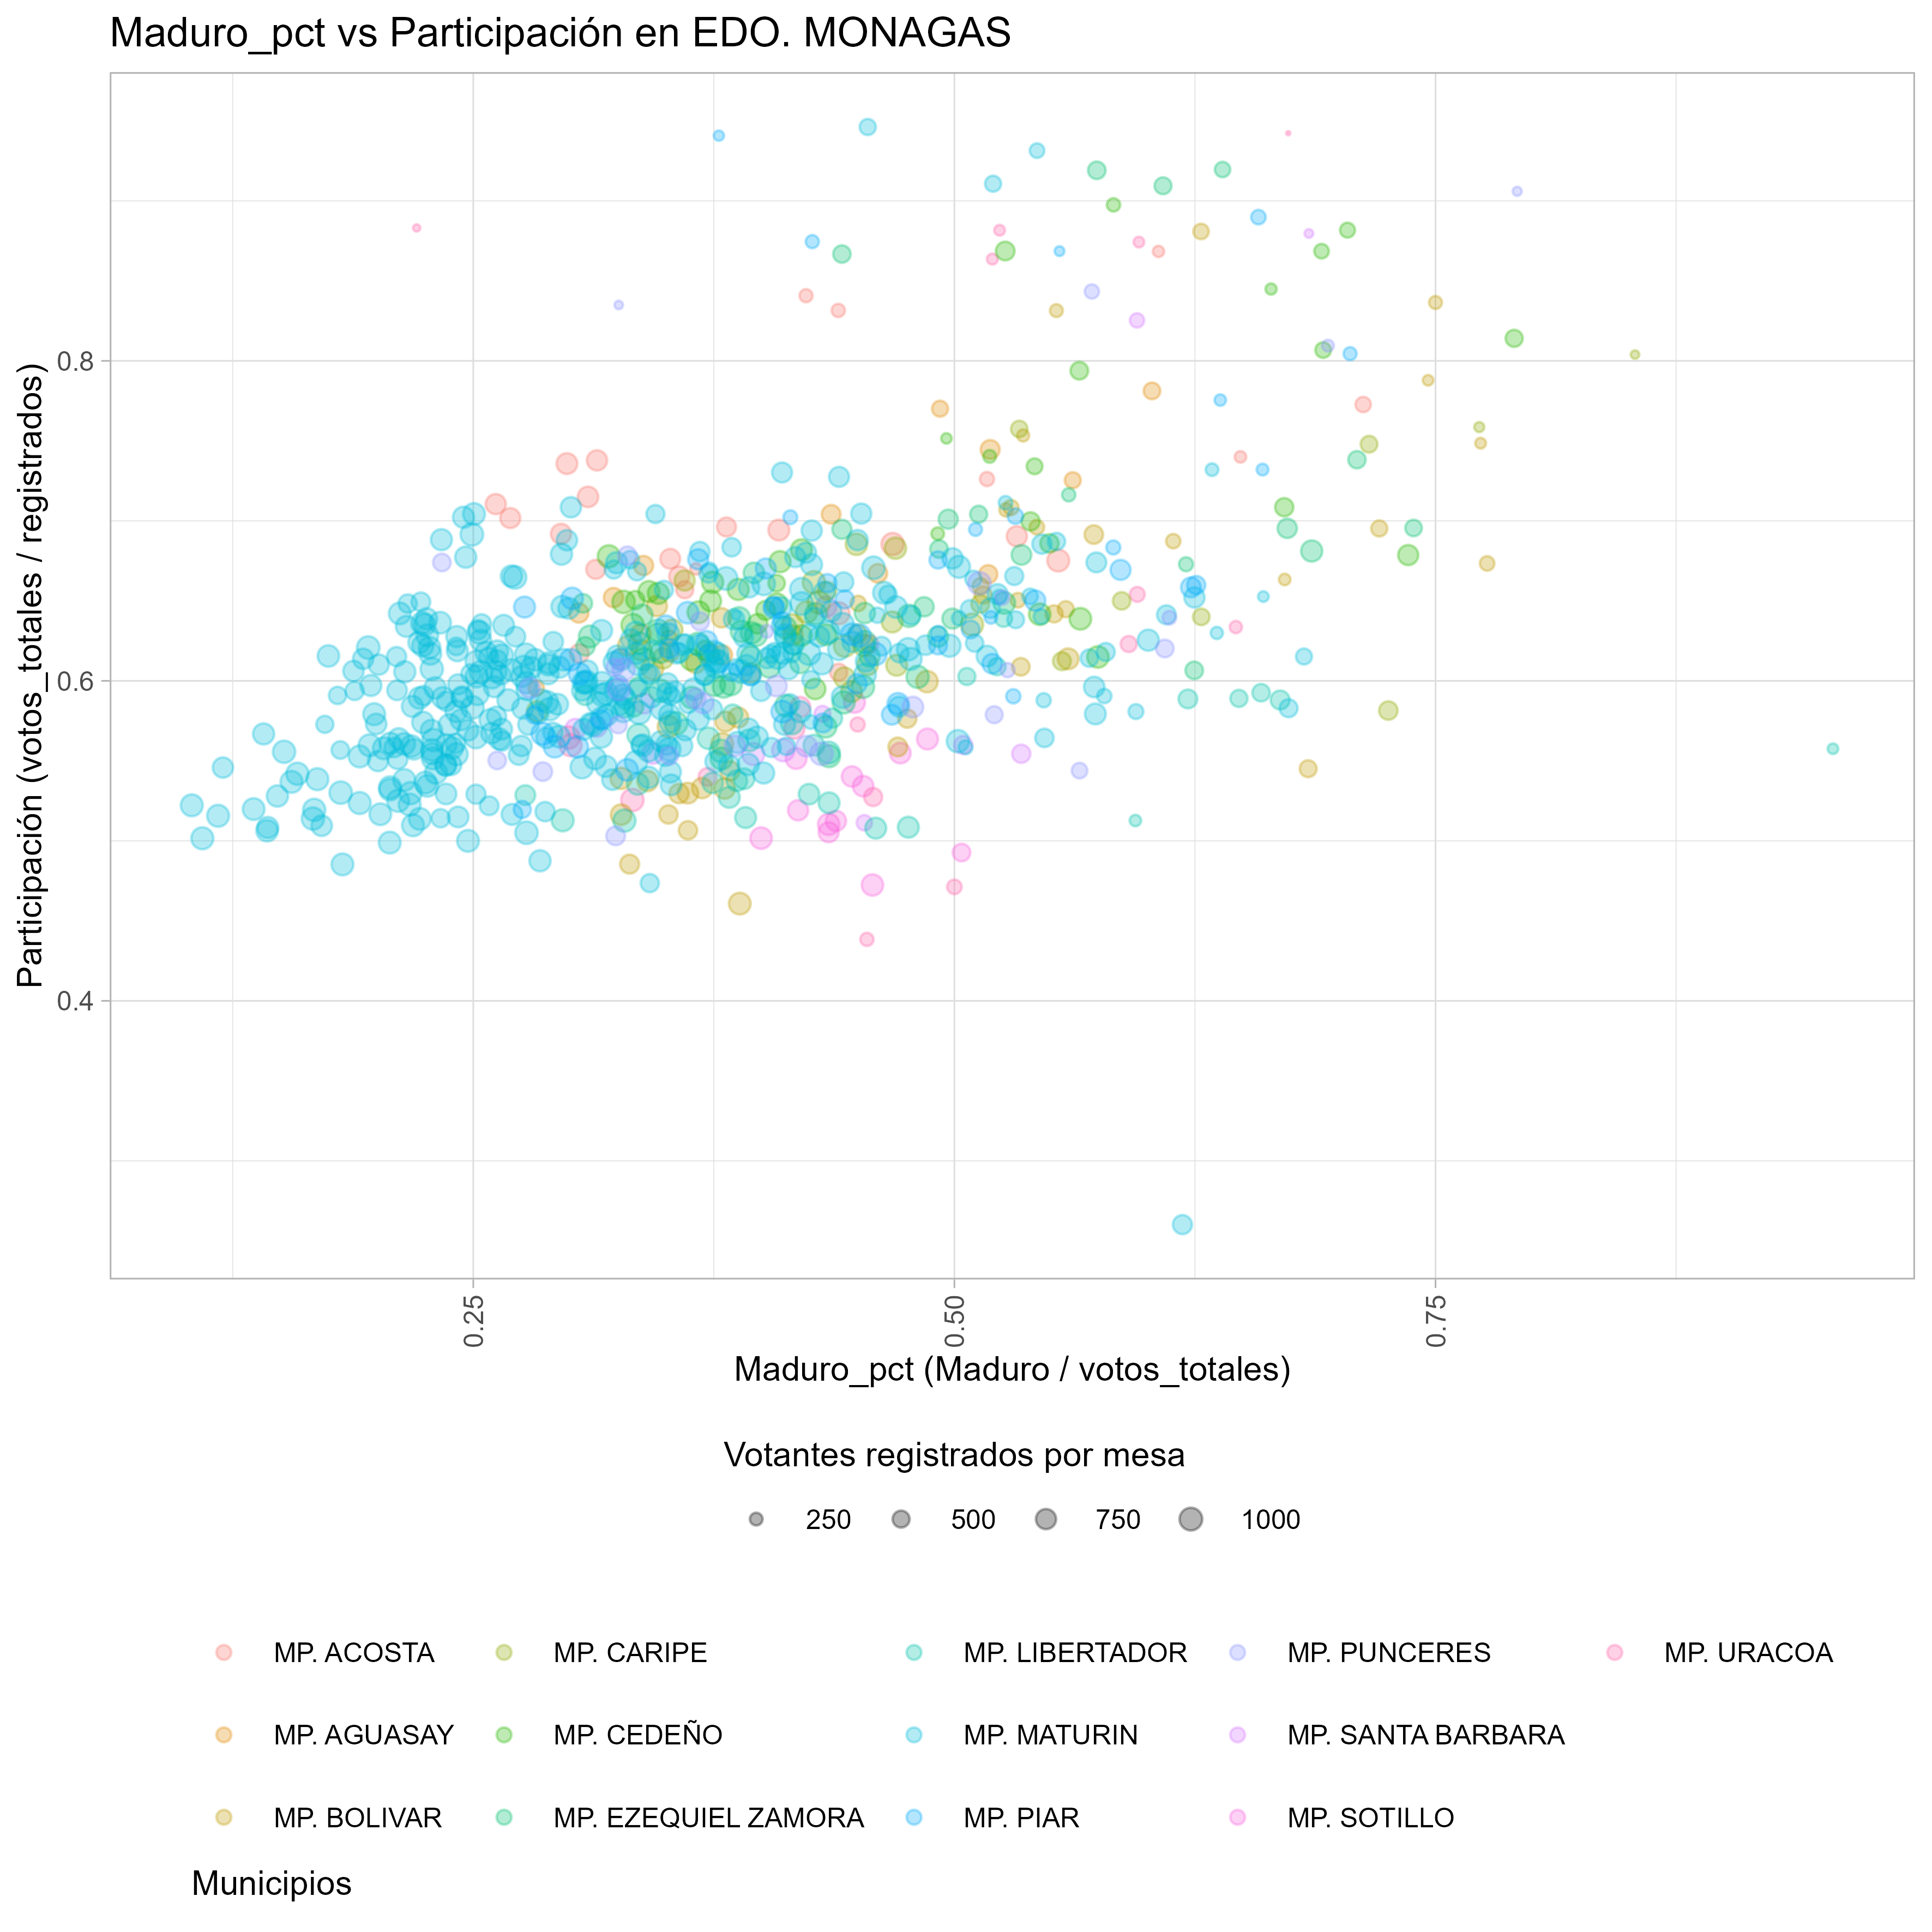 Maduro_pct vs Participación en EDO. MONAGAS
Participación (votos_totales / registrados)
0.8
0.6
0.4
0.25
0.50
0.75
Maduro_pct (Maduro / votos_totales)
Votantes registrados por mesa
250 500 750 1000
MP. ACOSTA MP. CARIPE MP. LIBERTADOR MP. PUNCERES MP. URACOA
MP. AGUASAY MP. CEDEÑO MP. MATURIN MP. SANTA BARBARA
MP. BOLIVAR MP. EZEQUIEL ZAMORA MP. PIAR MP. SOTILLO
Municipios